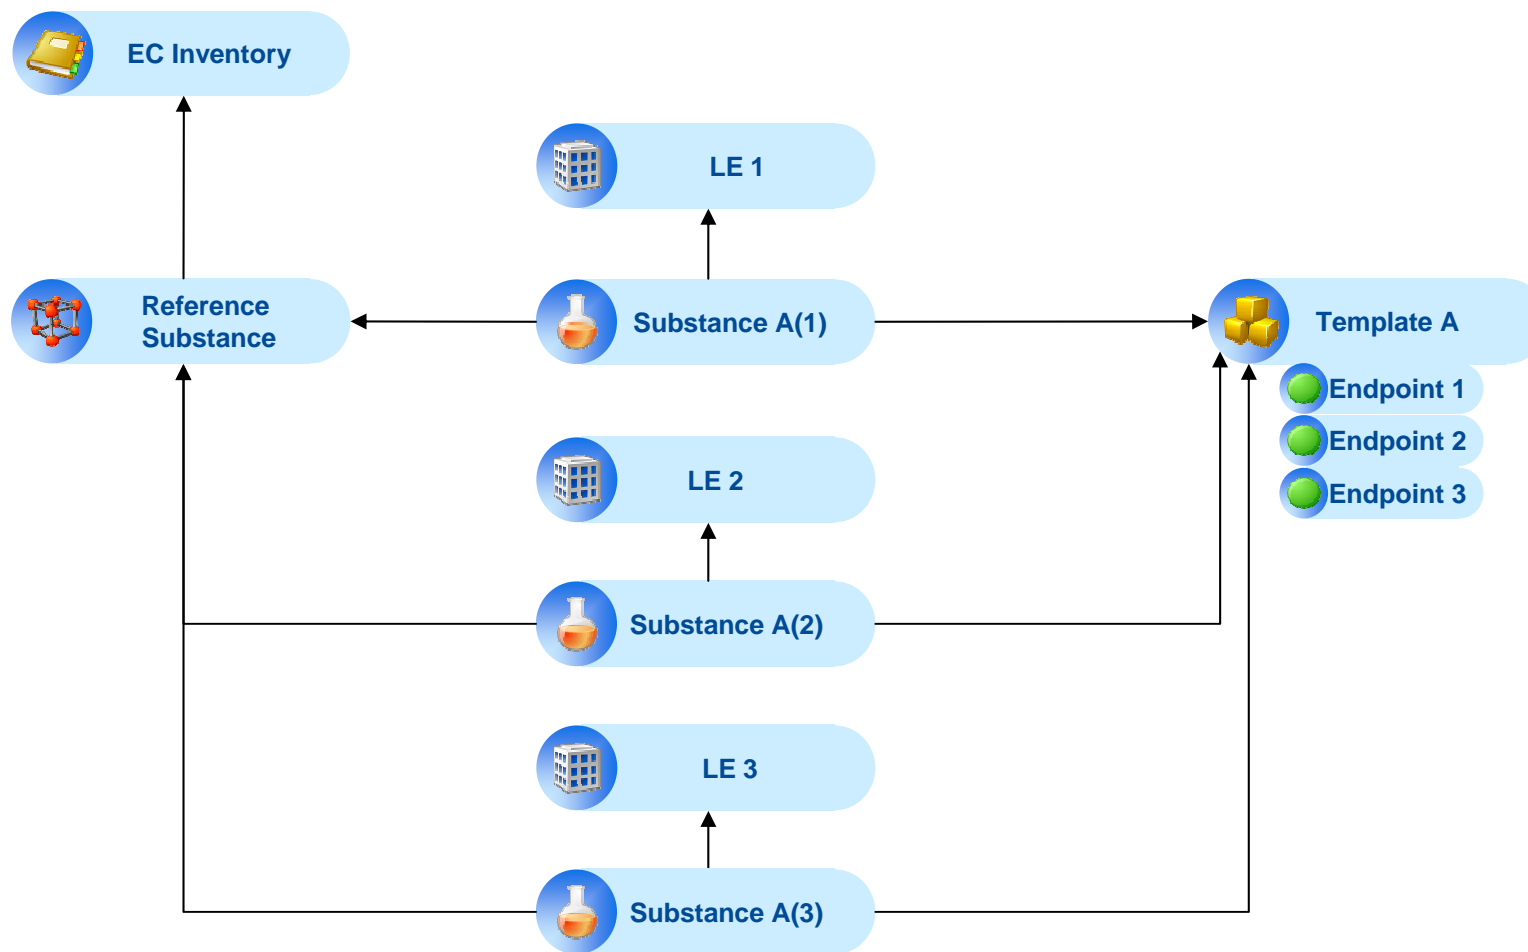 EC Inventory
LE 1
Reference
Substance
Substance A(1)
Template A
Endpoint 1
Endpoint 2
Endpoint 3
LE 2
Substance A(2)
LE 3
Substance A(3)